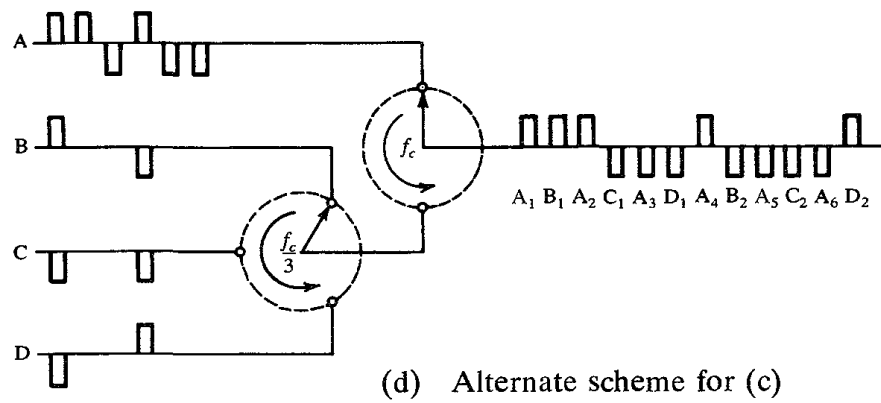 A
B
C
D
f_c
f_c/3
A₁ B₁ A₂ C₁ A₃ D₁ A₄ B₂ A₅ C₂ A₆ D₂
(d) Alternate scheme for (c)